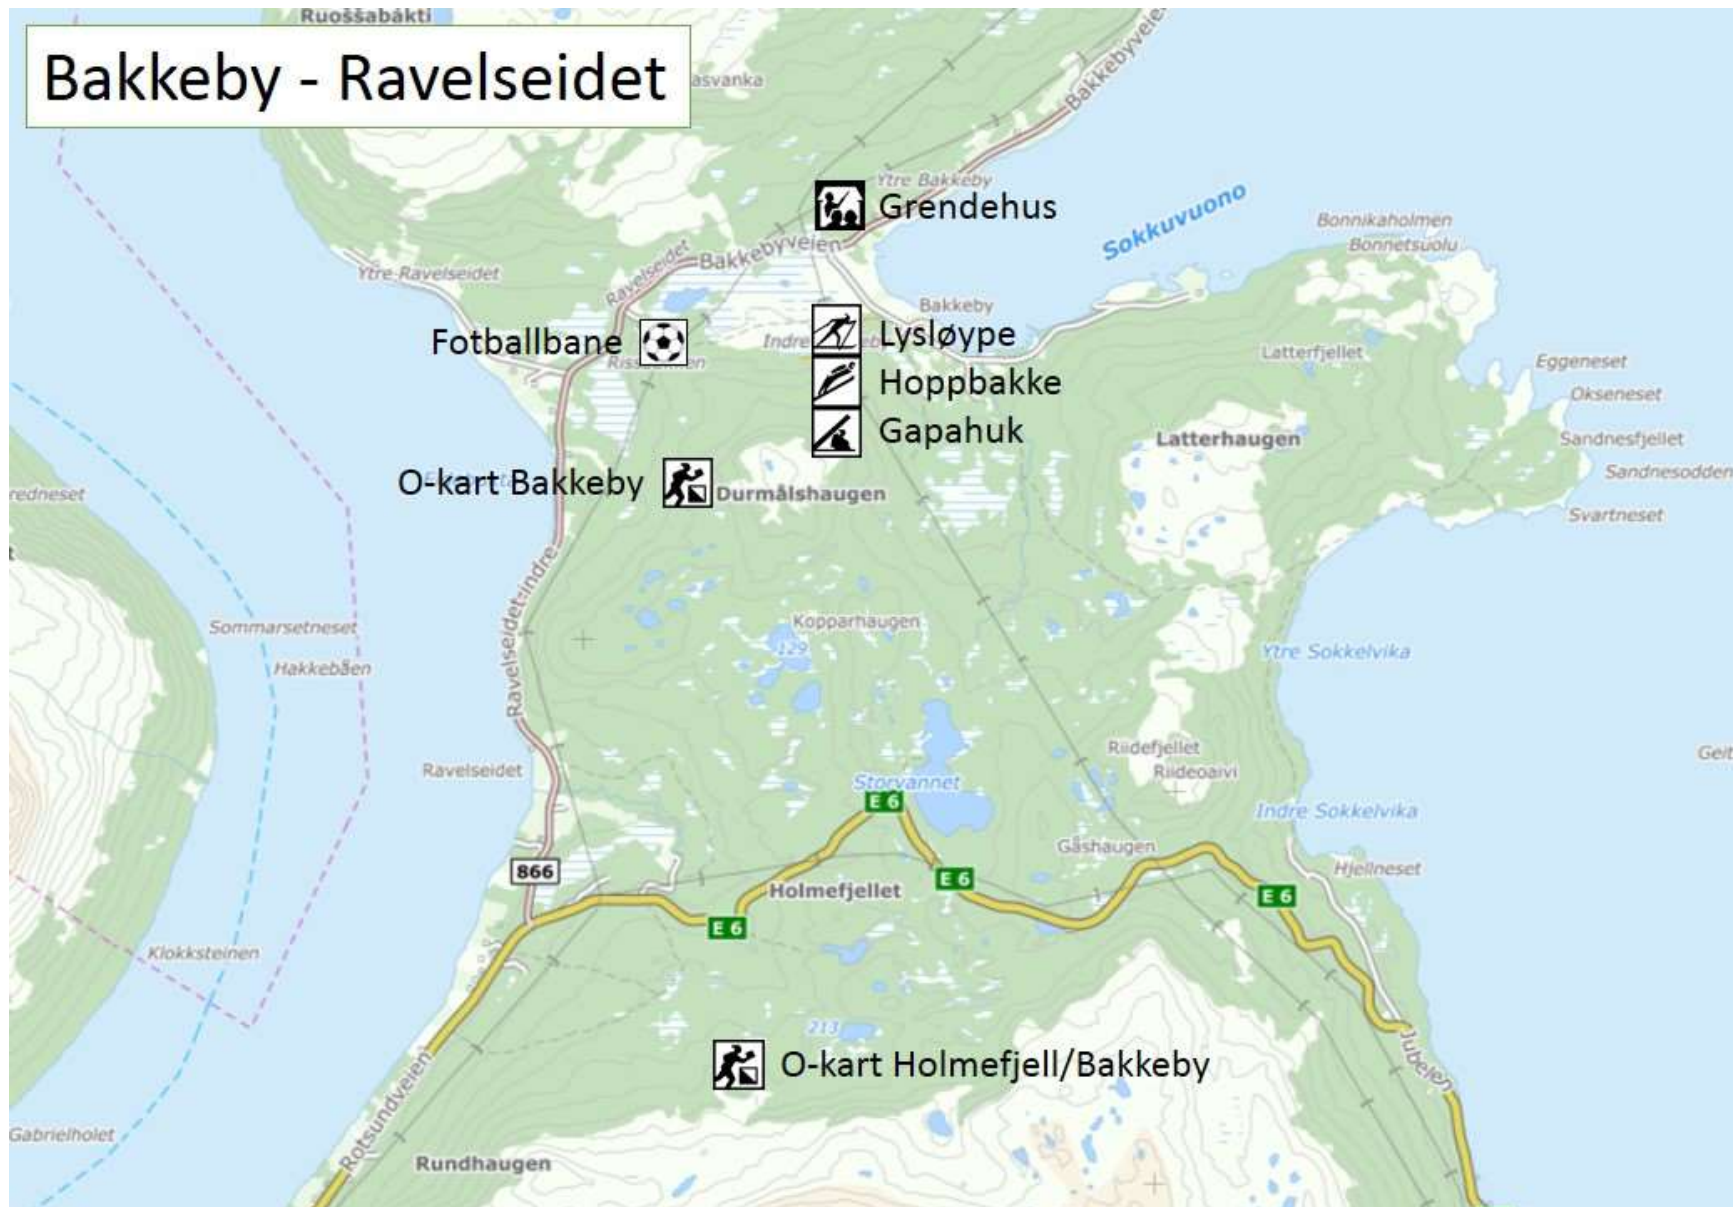 Ruoššabákti
Bakkeby - Ravelseidet
asvanka
Bakkebyveien
Ytre Bakkeby
Grendehus
Sokkuvuono
Bonnikaholmen
Bonnetsuolu
Bakkebyveien
Ravelseidet
Ytre Ravelseidet
Bakkeby
Fotballbane
Lysløype
Indre
Latterfjellet
Eggeneset
Hoppbakke
Okseneset
Gapahuk
Latterhaugen
Sandnesfjellet
Sandnesodden
O-kart Bakkeby
Durmålshaugen
redneset
Svartneset
Ravelseidet-Indre
Sommarsetneset
Kopparhaugen
129
Ytre Sokkelvika
Hakkebåen
Riidefjellet
Riideoaivi
Geit
Ravelseidet
Storvannet
E 6
Indre Sokkelvika
Gåshaugen
866
E 6
Hjellneset
Holmefjellet
E 6
E 6
Klokksteinen
213
O-kart Holmefjell/Bakkeby
Jubelen
Rotsundveien
Gabrielholet
Rundhaugen